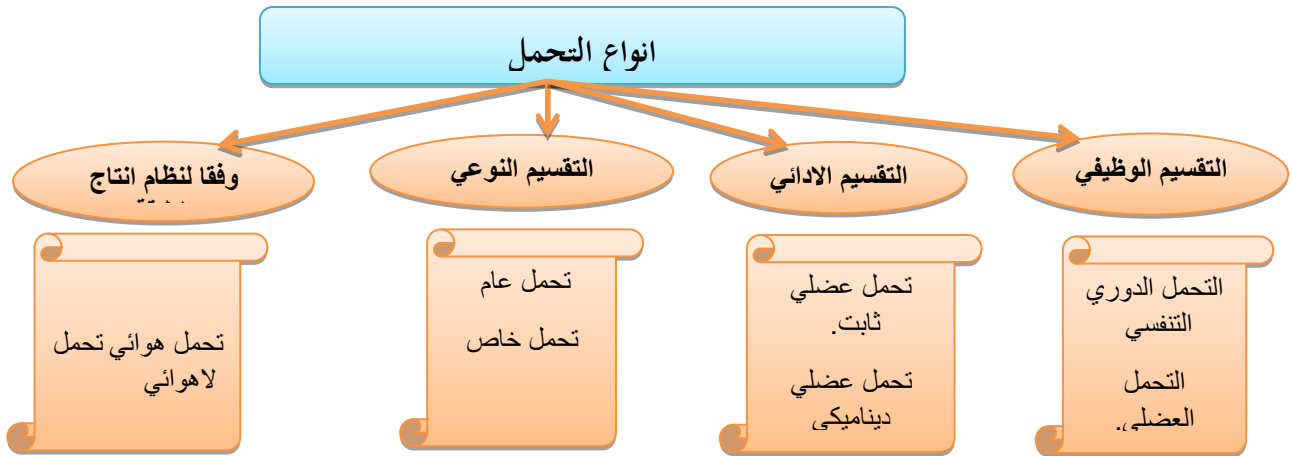 انواع التحمل
التقسيم الوظيفي
التقسيم الادائي
التقسيم النوعي
وفقا لنظام انتاج
التحمل الدوري
التنفسي
التحمل
العضلي.
تحمل عضلي
ثابت.
تحمل عضلي
ديناميكي
تحمل عام
تحمل خاص
تحمل هوائي تحمل
لاهوائي